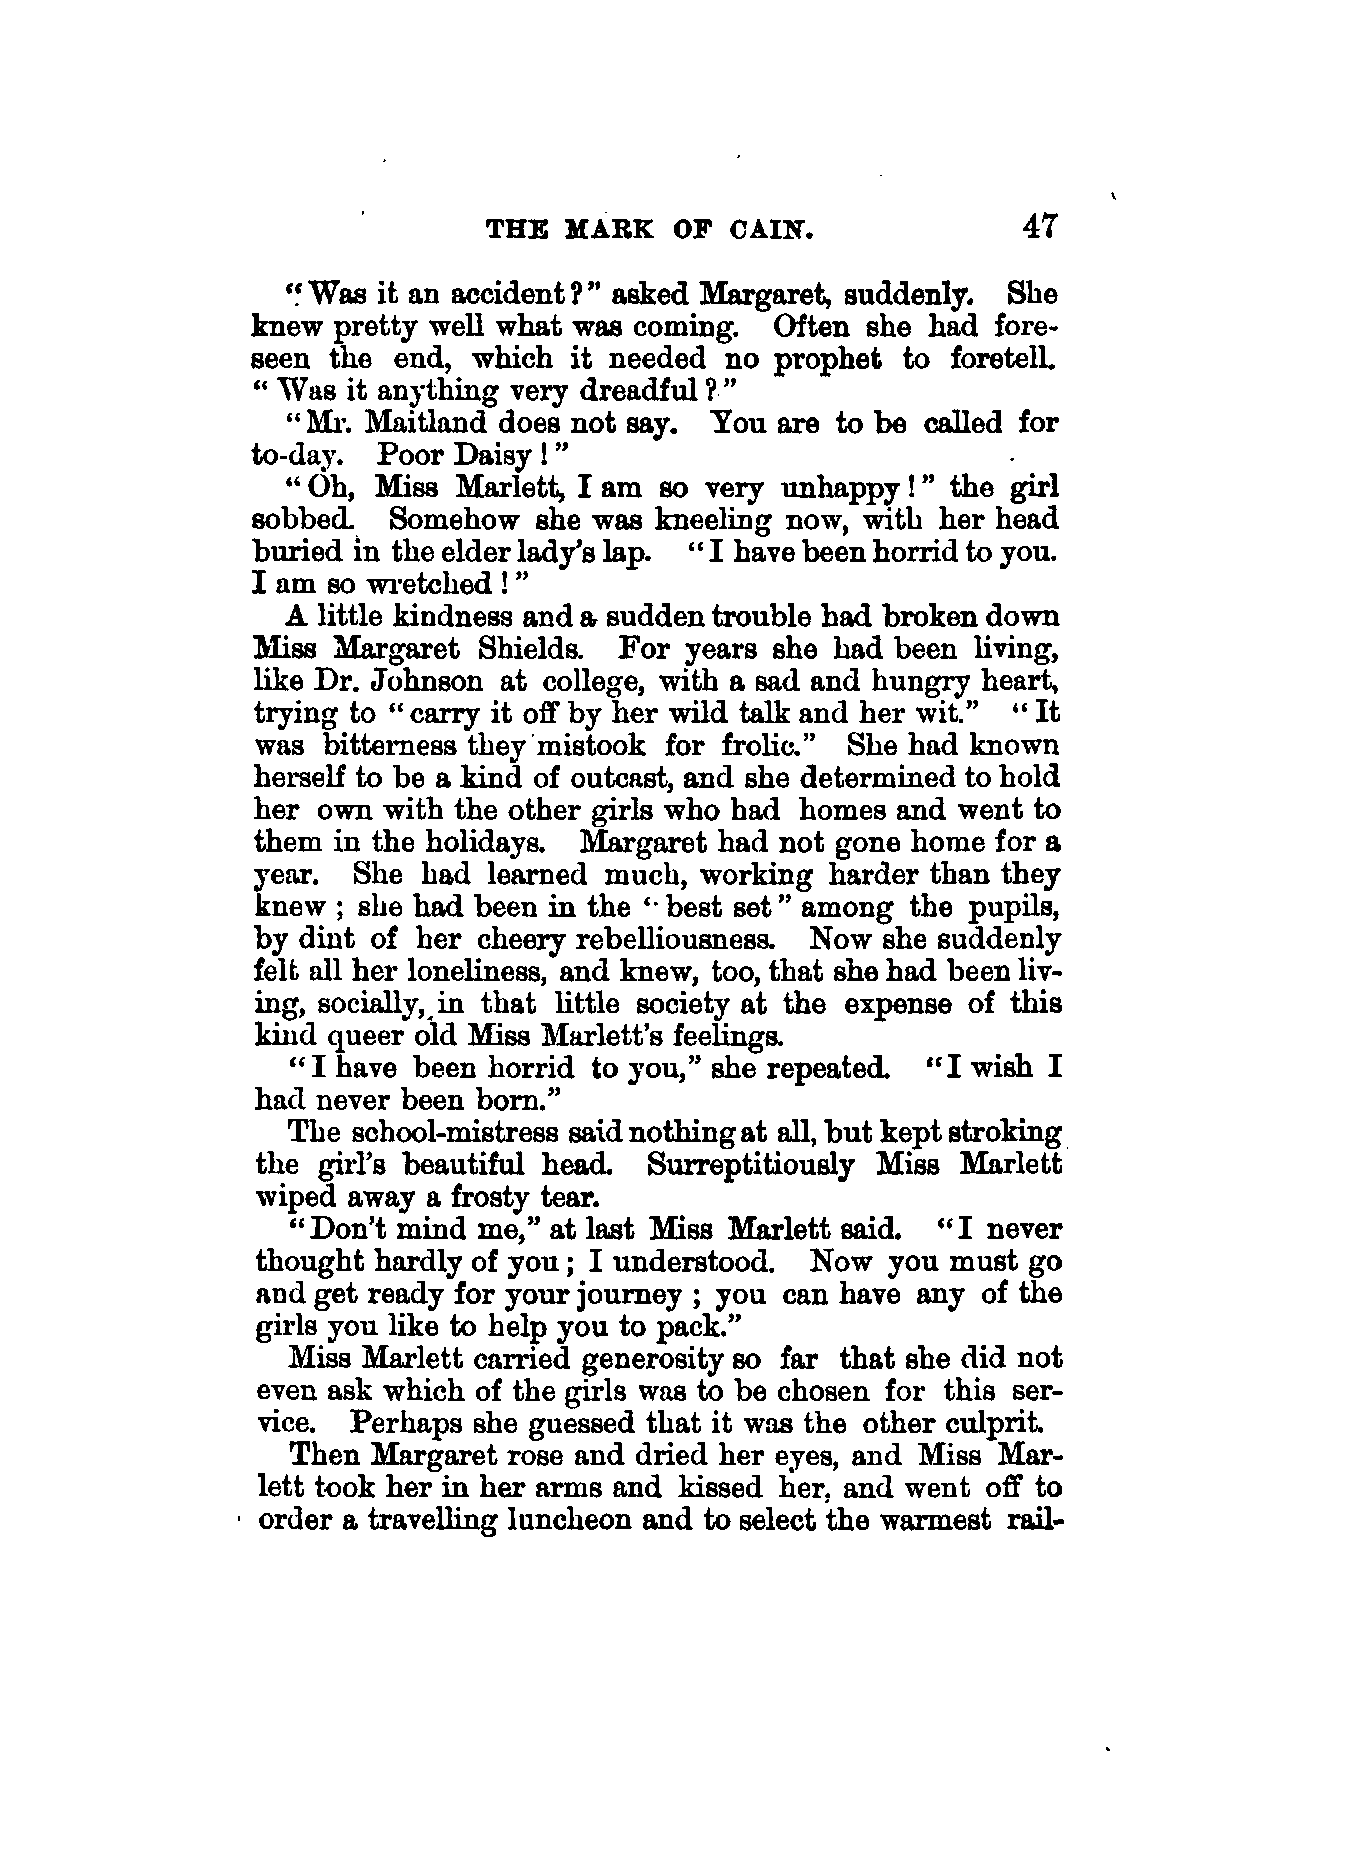 THE MARK OF CAIN. 47
"Was it an accident?" asked Margaret, suddenly. She
knew pretty well what was coming. Often she had fore-
seen the end, which it needed no prophet to foretell.
"Was it anything very dreadful?"
"Mr. Maitland does not say. You are to be called for
to-day. Poor Daisy!"
"Oh, Miss Marlett, I am so very unhappy!" the girl
sobbed. Somehow she was kneeling now, with her head
buried in the elder lady's lap. "I have been horrid to you.
I am so wretched!"
A little kindness and a sudden trouble had broken down
Miss Margaret Shields. For years she had been living,
like Dr. Johnson at college, with a sad and hungry heart,
trying to "carry it off by her wild talk and her wit." "It
was bitterness they mistook for frolic." She had known
herself to be a kind of outcast, and she determined to hold
her own with the other girls who had homes and went to
them in the holidays. Margaret had not gone home for a
year. She had learned much, working harder than they
knew; she had been in the "best set" among the pupils,
by dint of her cheery rebelliousness. Now she suddenly
felt all her loneliness, and knew, too, that she had been liv-
ing, socially, in that little society at the expense of this
kind queer old Miss Marlett's feelings.
"I have been horrid to you," she repeated. "I wish I
had never been born."
The school-mistress said nothing at all, but kept stroking
the girl's beautiful head. Surreptitiously Miss Marlett
wiped away a frosty tear.
"Don't mind me," at last Miss Marlett said. "I never
thought hardly of you; I understood. Now you must go
and get ready for your journey; you can have any of the
girls you like to help you to pack."
Miss Marlett carried generosity so far that she did not
even ask which of the girls was to be chosen for this ser-
vice. Perhaps she guessed that it was the other culprit.
Then Margaret rose and dried her eyes, and Miss Mar-
lett took her in her arms and kissed her, and went off to
order a travelling luncheon and to select the warmest rail-